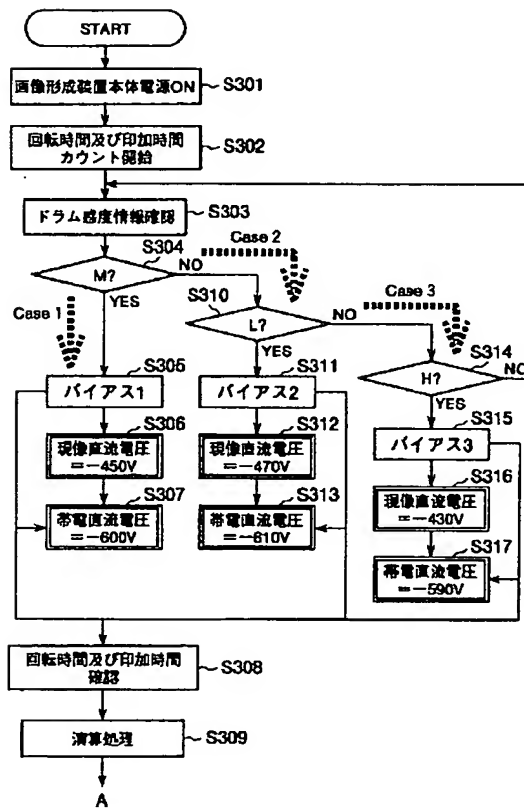 START
画像形成装置本体電源ON
S301
回転時間及び印加時間
カウント開始
S302
ドラム感度情報確認
S303
M?
S304
NO
YES
Case 1
Case 2
S310
L?
NO
YES
Case 3
S314
H?
NO
YES
S305
バイアス1
S311
バイアス2
S315
バイアス3
S306
現像直流電圧
=-450V
S312
現像直流電圧
=-470V
S316
現像直流電圧
=-430V
S307
帯電直流電圧
=-600V
S313
帯電直流電圧
=-610V
S317
帯電直流電圧
=-590V
回転時間及び印加時間
確認
S308
演算処理
S309
A